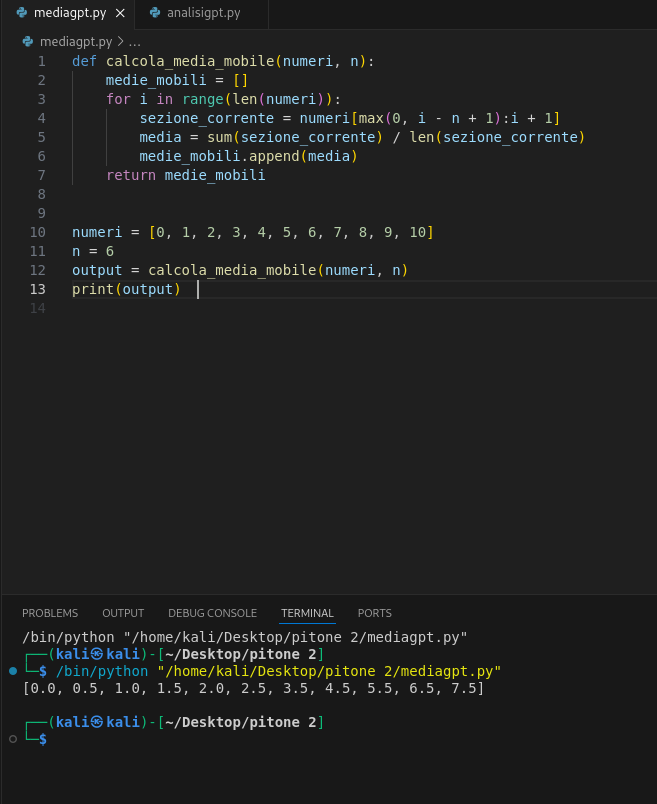 mediagpt.py × analisigpt.py
mediagpt.py > ...
1 def calcola_media_mobile(numeri, n):
2 medie_mobili = []
3 for i in range(len(numeri)):
4 sezione_corrente = numeri[max(0, i - n + 1):i + 1]
5 media = sum(sezione_corrente) / len(sezione_corrente)
6 medie_mobili.append(media)
7 return medie_mobili
8
9
10 numeri = [0, 1, 2, 3, 4, 5, 6, 7, 8, 9, 10]
11 n = 6
12 output = calcola_media_mobile(numeri, n)
13 print(output)
14
PROBLEMS OUTPUT DEBUG CONSOLE TERMINAL PORTS
/bin/python "/home/kali/Desktop/pitone 2/mediagpt.py"
┌──(kali㉿kali)-[~/Desktop/pitone 2]
└─$ /bin/python "/home/kali/Desktop/pitone 2/mediagpt.py"
[0.0, 0.5, 1.0, 1.5, 2.0, 2.5, 3.5, 4.5, 5.5, 6.5, 7.5]
┌──(kali㉿kali)-[~/Desktop/pitone 2]
└─$